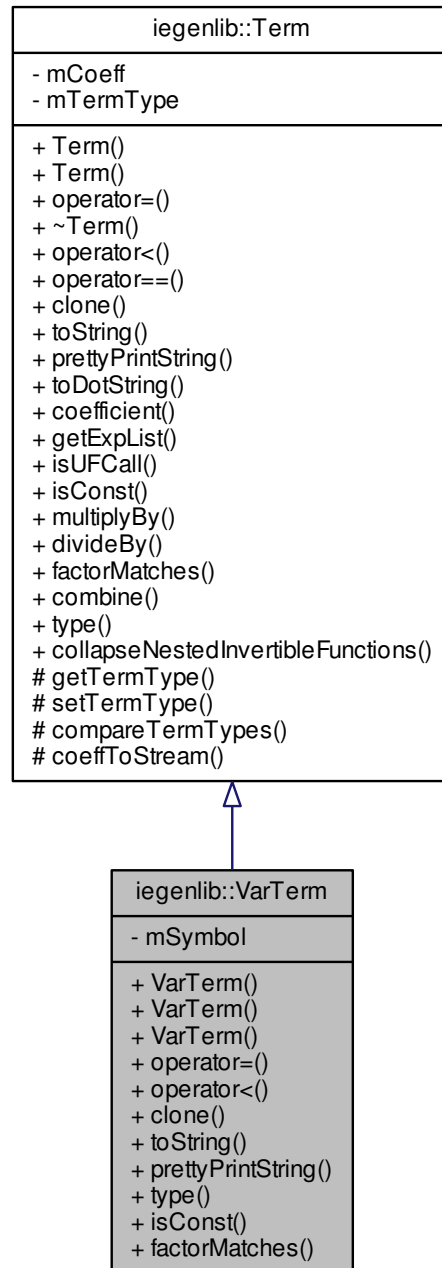 iegenlib::Term
- mCoeff
- mTermType
+ Term()
+ Term()
+ operator=()
+ ~Term()
+ operator<()
+ operator==()
+ clone()
+ toString()
+ prettyPrintString()
+ toDotString()
+ coefficient()
+ getExpList()
+ isUFCall()
+ isConst()
+ multiplyBy()
+ divideBy()
+ factorMatches()
+ combine()
+ type()
+ collapseNestedInvertibleFunctions()
# getTermType()
# setTermType()
# compareTermTypes()
# coeffToStream()
iegenlib::VarTerm
- mSymbol
+ VarTerm()
+ VarTerm()
+ VarTerm()
+ operator=()
+ operator<()
+ clone()
+ toString()
+ prettyPrintString()
+ type()
+ isConst()
+ factorMatches()